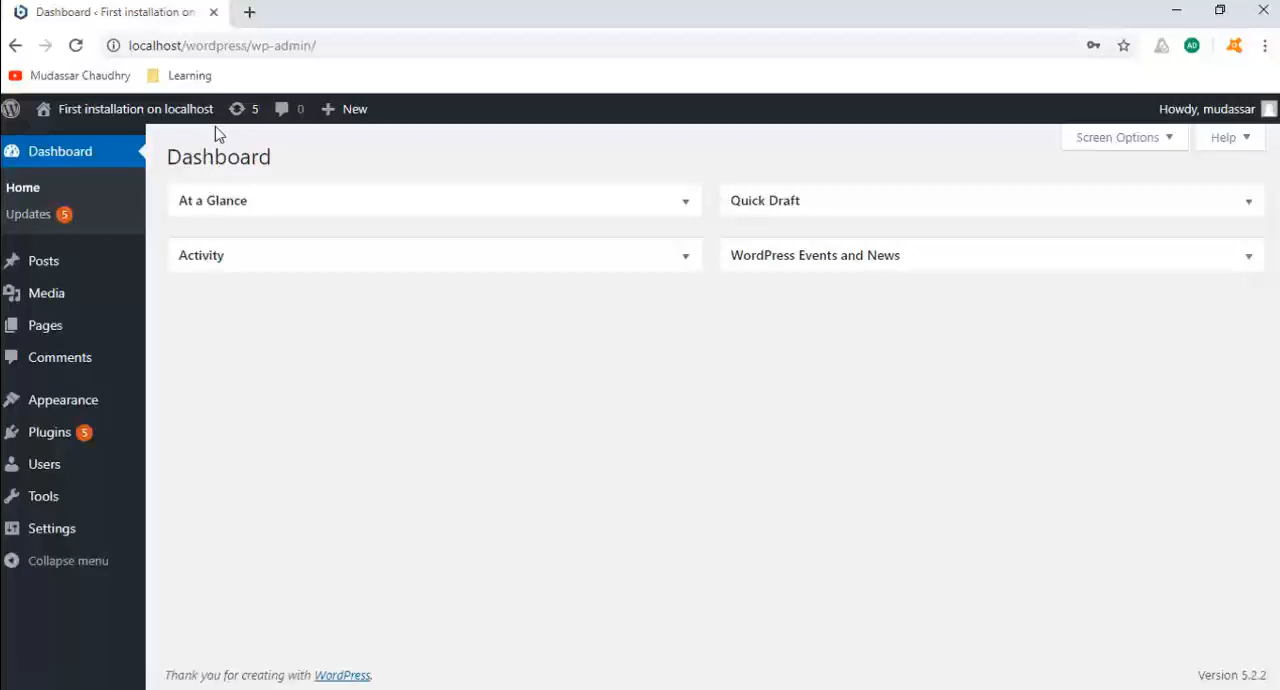 Dashboard ‹ First installation on
localhost/wordpress/wp-admin/
AD
Mudassar Chaudhry
Learning
First installation on localhost
5
0
New
Howdy, mudassar
Dashboard
Screen Options
Help
Dashboard
Home
Updates 5
At a Glance
Quick Draft
Activity
WordPress Events and News
Posts
Media
Pages
Comments
Appearance
Plugins 5
Users
Tools
Settings
Collapse menu
Thank you for creating with WordPress.
Version 5.2.2